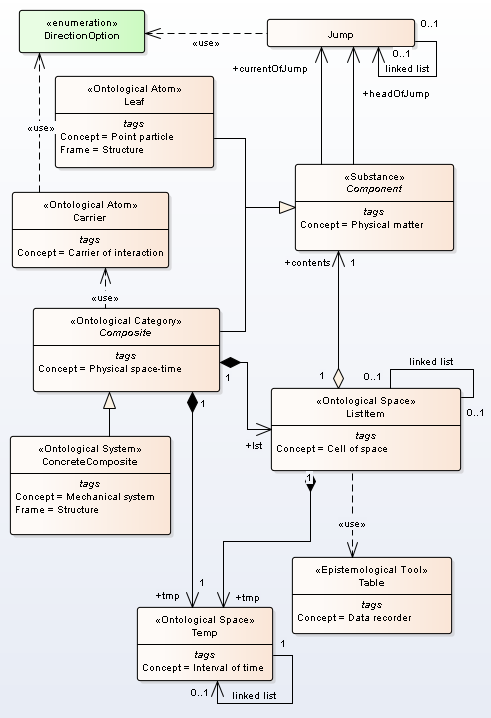 «enumeration»
DirectionOption
Jump
0..1
0..1
linked list
«use»
+currentOfJump
+headOfJump
«Ontological Atom»
Leaf
tags
Concept = Point particle
Frame = Structure
«use»
«Substance»
Component
tags
Concept = Physical matter
«Ontological Atom»
Carrier
tags
Concept = Carrier of interaction
+contents
1
«use»
«Ontological Category»
Composite
tags
Concept = Physical space-time
1
1
1
0..1
linked list
0..1
«Ontological Space»
ListItem
tags
Concept = Cell of space
+lst
«Ontological System»
ConcreteComposite
tags
Concept = Mechanical system
Frame = Structure
1
«use»
«Epistemological Tool»
Table
tags
Concept = Data recorder
1
+tmp
+tmp
«Ontological Space»
Temp
tags
Concept = Interval of time
1
0..1
linked list